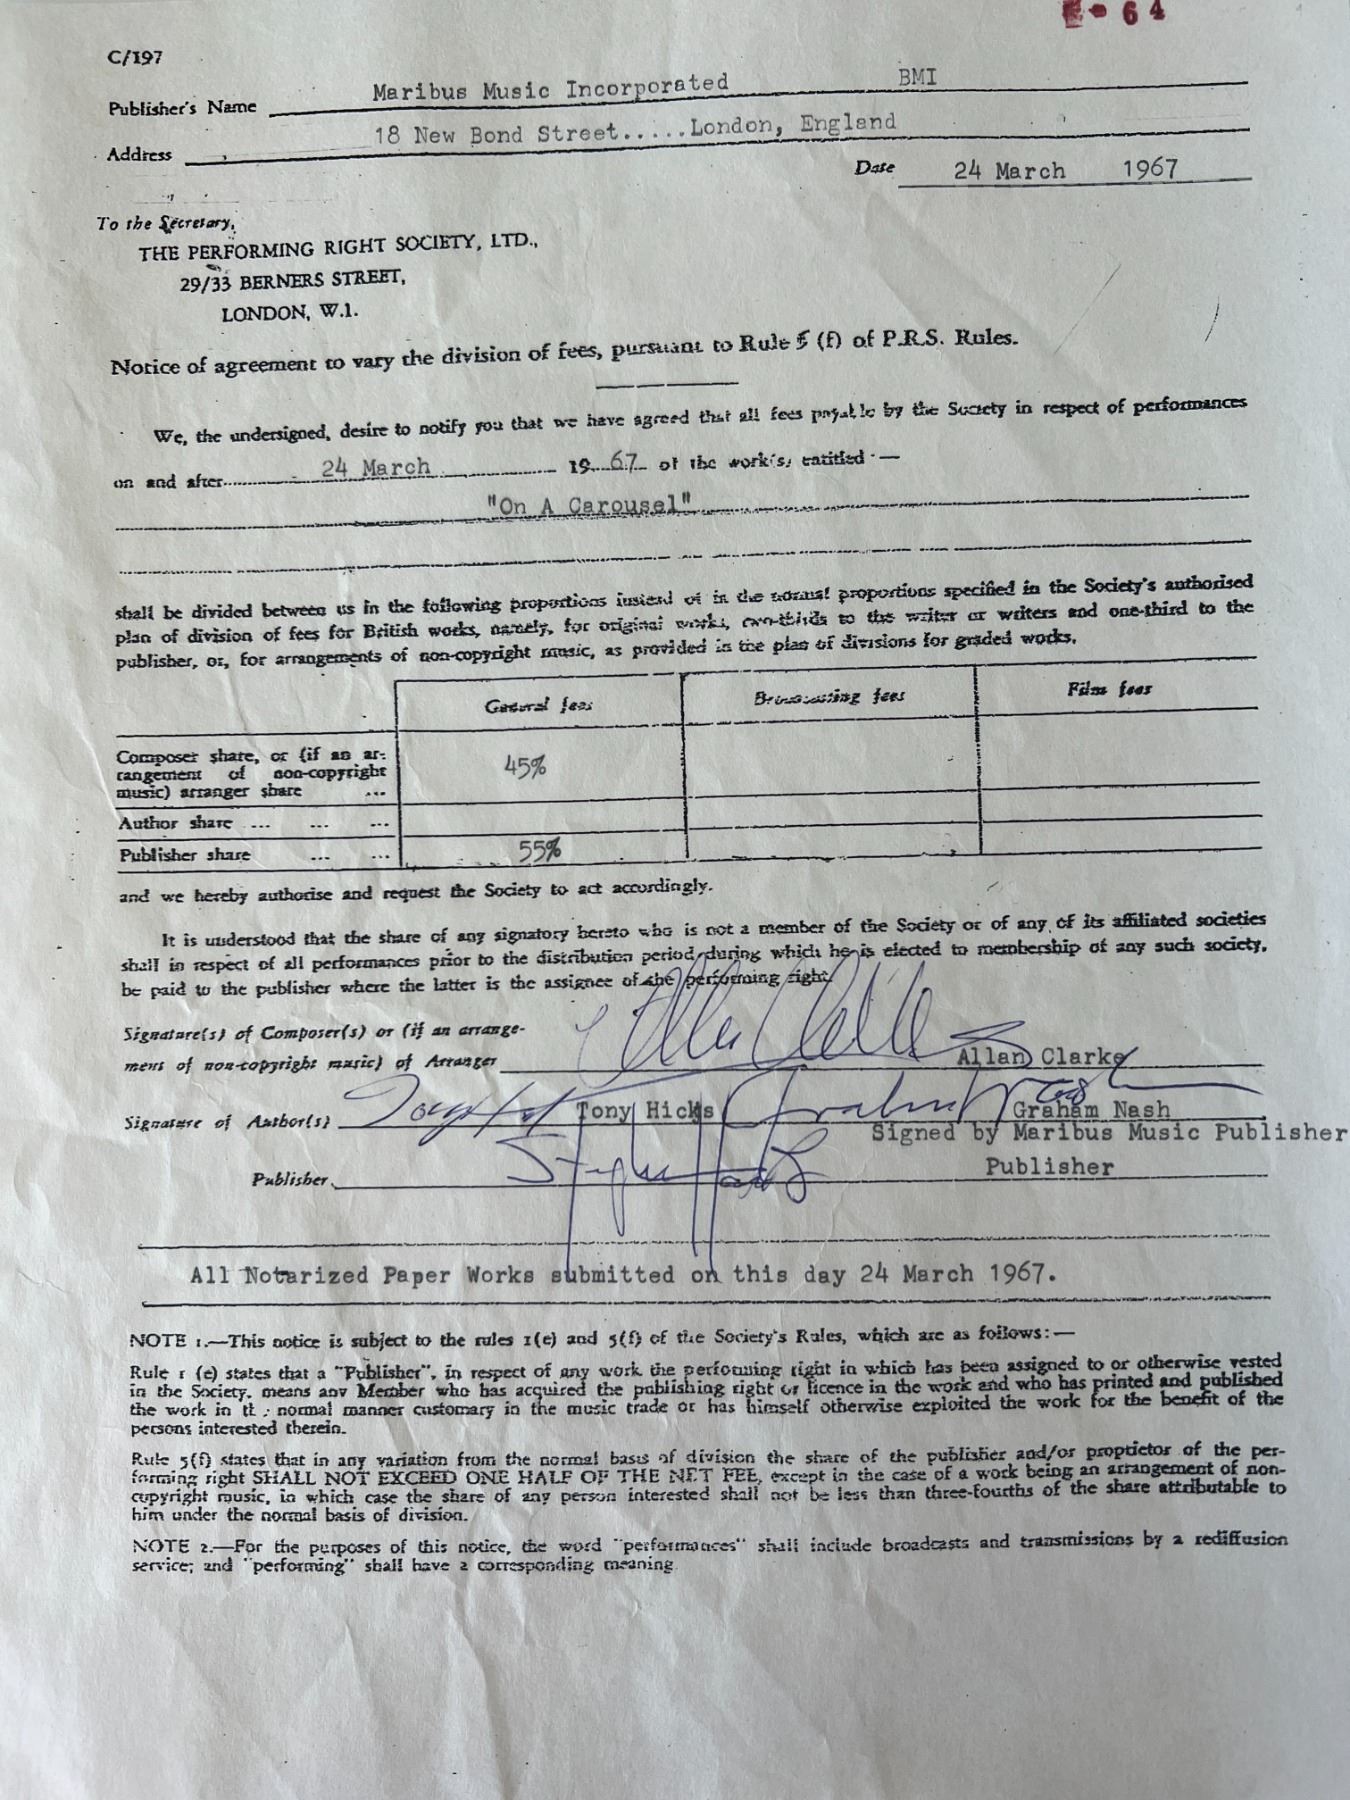 E-64
C/197
Publisher's Name Maribus Music Incorporated BMI
Address 18 New Bond Street.....London, England
Date 24 March 1967
To the Secretary,
THE PERFORMING RIGHT SOCIETY, LTD.,
29/33 BERNERS STREET,
LONDON, W.1.
Notice of agreement to vary the division of fees, pursuant to Rule 5 (f) of P.R.S. Rules.
We, the undersigned, desire to notify you that we have agreed that all fees payable by the Society in respect of performances
on and after 24 March 1967 of the work(s) entitled:—
"On A Carousel"
shall be divided between us in the following proportions instead of in the normal proportions specified in the Society's authorised
plan of division of fees for British works, namely, for original works, two-thirds to the writer or writers and one-third to the
publisher, or, for arrangements of non-copyright music, as provided in the plan of divisions for graded works.
General fees Broadcasting fees Film fees
Composer share, or (if an ar-
rangement of non-copyright
music) arranger share ... 45%
Author share ... ... ...
Publisher share ... ... 55%
and we hereby authorise and request the Society to act accordingly.
It is understood that the share of any signatory hereto who is not a member of the Society or of any of its affiliated societies
shall in respect of all performances prior to the distribution period during which he is elected to membership of any such society,
be paid to the publisher where the latter is the assignee of the performing right.
Signature(s) of Composer(s) or (if an arrange-
ment of non-copyright music) of Arranger Allan Clarke
Signature of Author(s) Tony Hicks Graham Nash
Signed by Maribus Music Publisher
Publisher Publisher
All Notarized Paper Works submitted on this day 24 March 1967.
NOTE 1.—This notice is subject to the rules 1(e) and 5(f) of the Society's Rules, which are as follows:—
Rule 1 (e) states that a "Publisher", in respect of any work the performing right in which has been assigned to or otherwise vested
in the Society, means any Member who has acquired the publishing right or licence in the work and who has printed and published
the work in the normal manner customary in the music trade or has himself otherwise exploited the work for the benefit of the
persons interested therein.
Rule 5(f) states that in any variation from the normal basis of division the share of the publisher and/or proptietor of the per-
forming right SHALL NOT EXCEED ONE HALF OF THE NET FEE, except in the case of a work being an arrangement of non-
copyright music, in which case the share of any person interested shall not be less than three-fourths of the share attributable to
him under the normal basis of division.
NOTE 2.—For the purposes of this notice, the word "performances" shall include broadcasts and transmissions by a rediffusion
service; and "performing" shall have a corresponding meaning